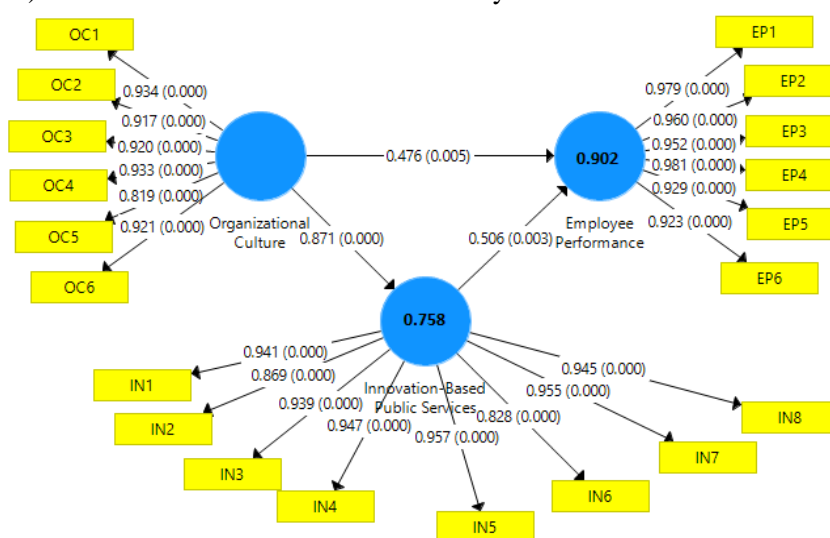 OC1
OC2
OC3
OC4
OC5
OC6
0.934 (0.000)
0.917 (0.000)
0.920 (0.000)
0.933 (0.000)
0.819 (0.000)
0.921 (0.000)
Organizational
Culture
0.476 (0.005)
0.871 (0.000)
0.506 (0.003)
0.902
Employee
Performance
EP1
EP2
EP3
EP4
EP5
EP6
0.979 (0.000)
0.960 (0.000)
0.952 (0.000)
0.981 (0.000)
0.929 (0.000)
0.923 (0.000)
0.758
Innovation-Based
Public Services
0.941 (0.000)
0.869 (0.000)
0.939 (0.000)
0.947 (0.000)
0.957 (0.000)
0.828 (0.000)
0.955 (0.000)
0.945 (0.000)
IN1
IN2
IN3
IN4
IN5
IN6
IN7
IN8